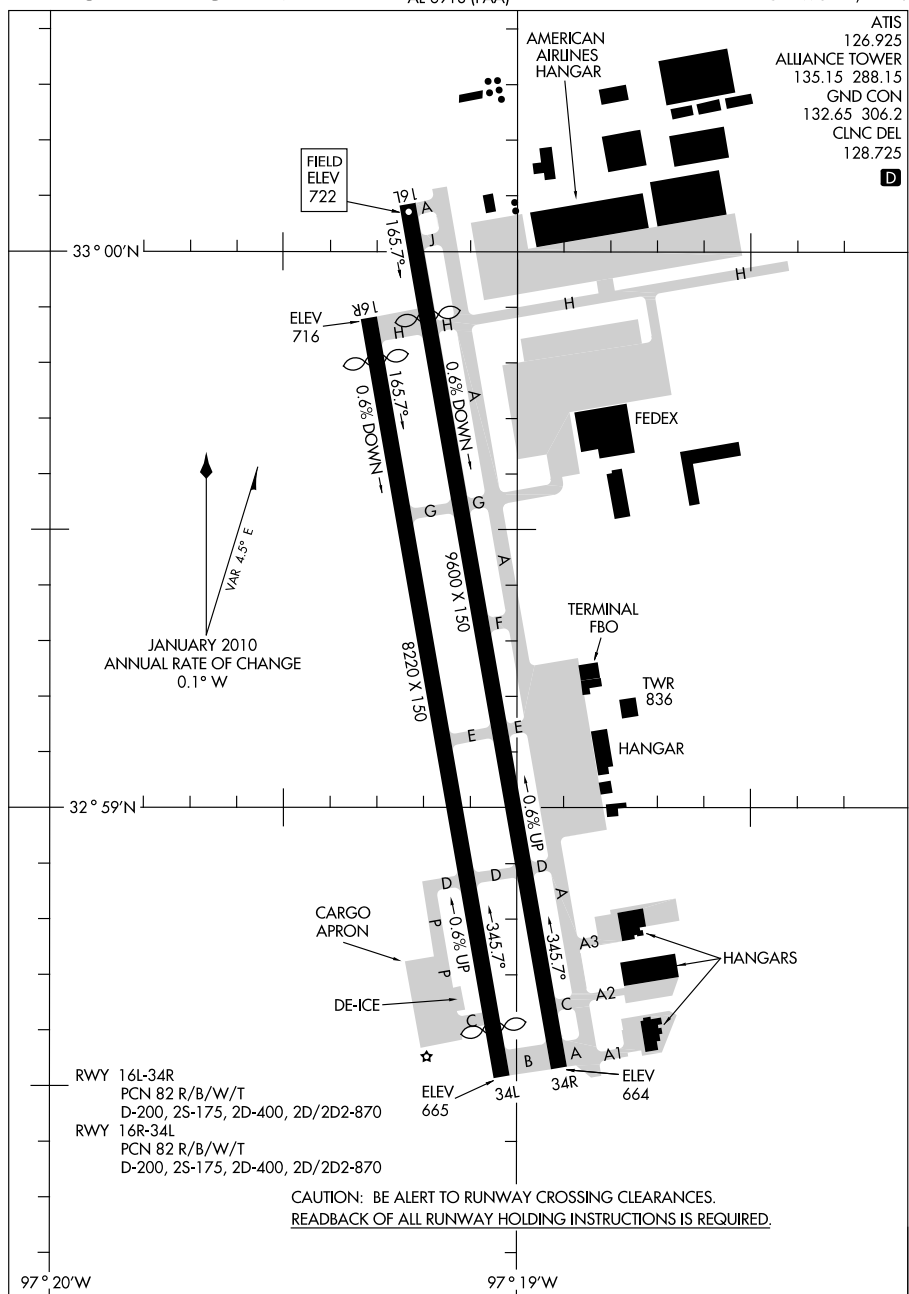 AL-6918 (FAA)
ATIS
126.925
ALLIANCE TOWER
135.15 288.15
GND CON
132.65 306.2
CLNC DEL
128.725
D
AMERICAN
AIRLINES
HANGAR
FIELD
ELEV
722
16L
A
165.7°
J
33° 00'N
H
H
16R
ELEV
716
H
H
165.7°
0.6% DOWN
0.6% DOWN
A
FEDEX
G
G
VAR 4.5° E
A
9600 X 150
TERMINAL
FBO
F
JANUARY 2010
ANNUAL RATE OF CHANGE
0.1° W
8220 X 150
TWR
836
E
E
HANGAR
32° 59'N
0.6% UP
D
D
D
A
CARGO
APRON
P
0.6% UP
345.7°
345.7°
A3
HANGARS
P
DE-ICE
C
C
A2
B
A
A1
RWY 16L-34R
PCN 82 R/B/W/T
D-200, 2S-175, 2D-400, 2D/2D2-870
RWY 16R-34L
PCN 82 R/B/W/T
D-200, 2S-175, 2D-400, 2D/2D2-870
ELEV
665
34L
34R
ELEV
664
CAUTION: BE ALERT TO RUNWAY CROSSING CLEARANCES.
READBACK OF ALL RUNWAY HOLDING INSTRUCTIONS IS REQUIRED.
97° 20'W
97° 19'W